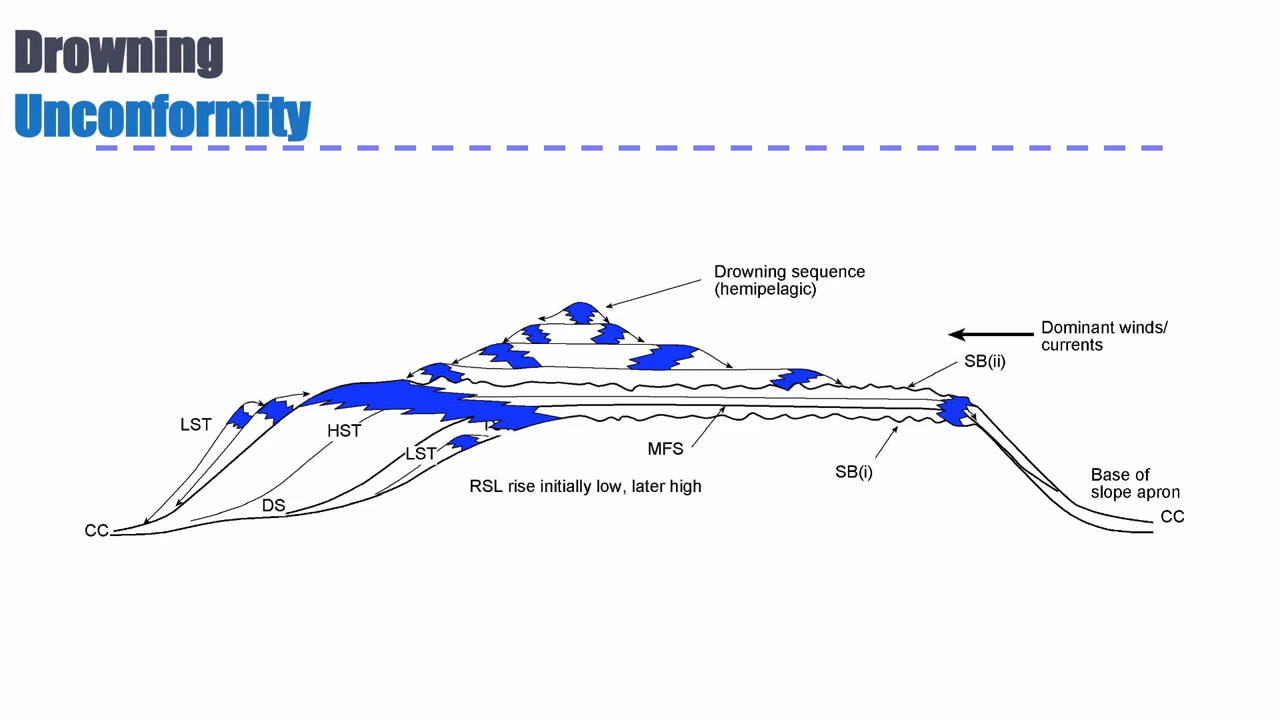 Drowning
Unconformity
Drowning sequence
(hemipelagic)
Dominant winds/
currents
SB(ii)
LST
HST
LST
MFS
SB(i)
RSL rise initially low, later high
Base of
slope apron
DS
CC
CC